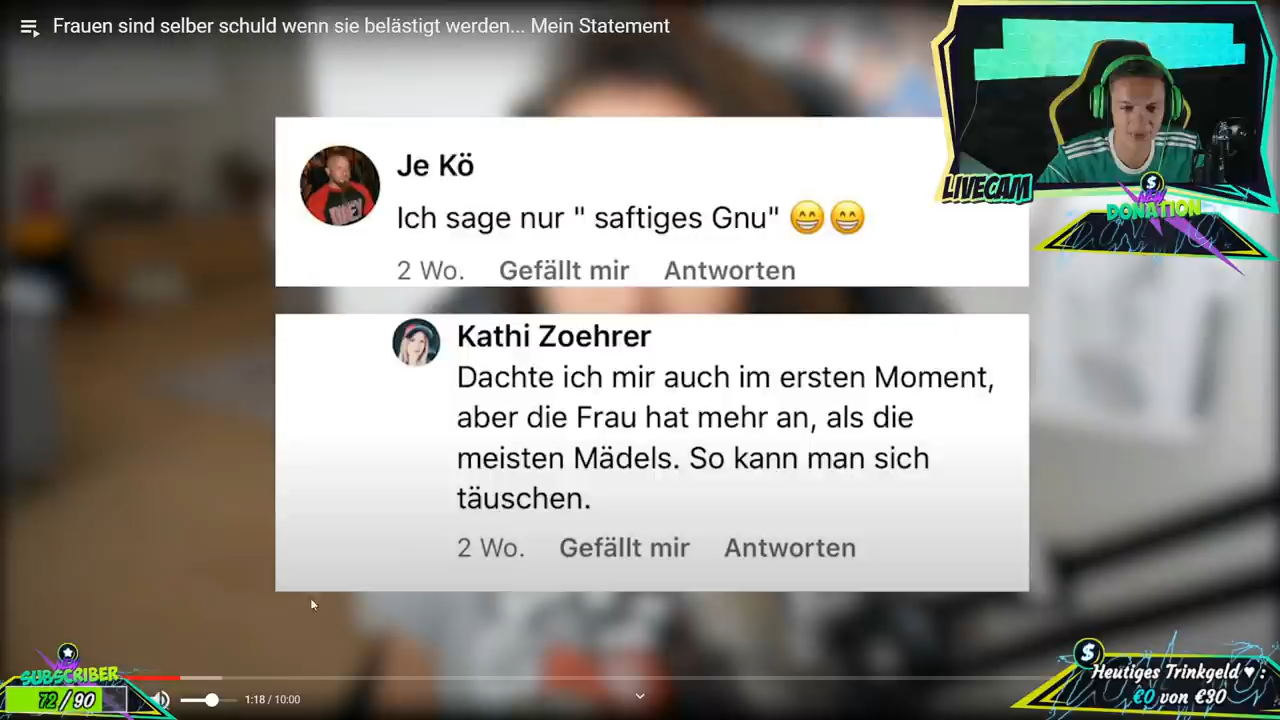 Frauen sind selber schuld wenn sie belästigt werden... Mein Statement
LIVECAM
$
NEW
DONATION
Je Kö
Ich sage nur " saftiges Gnu" 😁😁
2 Wo. Gefällt mir Antworten
Kathi Zoehrer
Dachte ich mir auch im ersten Moment,
aber die Frau hat mehr an, als die
meisten Mädels. So kann man sich
täuschen.
2 Wo. Gefällt mir Antworten
NEW
SUBSCRIBER
72/90
1:18 / 10:00
$
Heutiges Trinkgeld ♥ :
€0 von €30